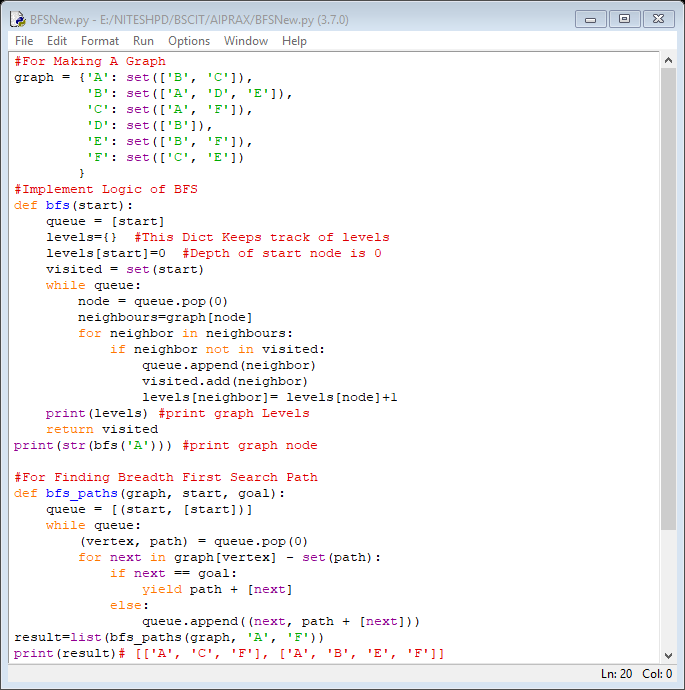 BFSNew.py - E:/NITESHPD/BSCIT/AIPRAX/BFSNew.py (3.7.0)
File Edit Format Run Options Window Help
#For Making A Graph
graph = {'A': set(['B', 'C']),
         'B': set(['A', 'D', 'E']),
         'C': set(['A', 'F']),
         'D': set(['B']),
         'E': set(['B', 'F']),
         'F': set(['C', 'E'])
        }
#Implement Logic of BFS
def bfs(start):
    queue = [start]
    levels={}  #This Dict Keeps track of levels
    levels[start]=0  #Depth of start node is 0
    visited = set(start)
    while queue:
        node = queue.pop(0)
        neighbours=graph[node]
        for neighbor in neighbours:
            if neighbor not in visited:
                queue.append(neighbor)
                visited.add(neighbor)
                levels[neighbor]= levels[node]+1
    print(levels) #print graph Levels
    return visited
print(str(bfs('A'))) #print graph node

#For Finding Breadth First Search Path
def bfs_paths(graph, start, goal):
    queue = [(start, [start])]
    while queue:
        (vertex, path) = queue.pop(0)
        for next in graph[vertex] - set(path):
            if next == goal:
                yield path + [next]
            else:
                queue.append((next, path + [next]))
result=list(bfs_paths(graph, 'A', 'F'))
print(result)# [['A', 'C', 'F'], ['A', 'B', 'E', 'F']]
Ln: 20 Col: 0